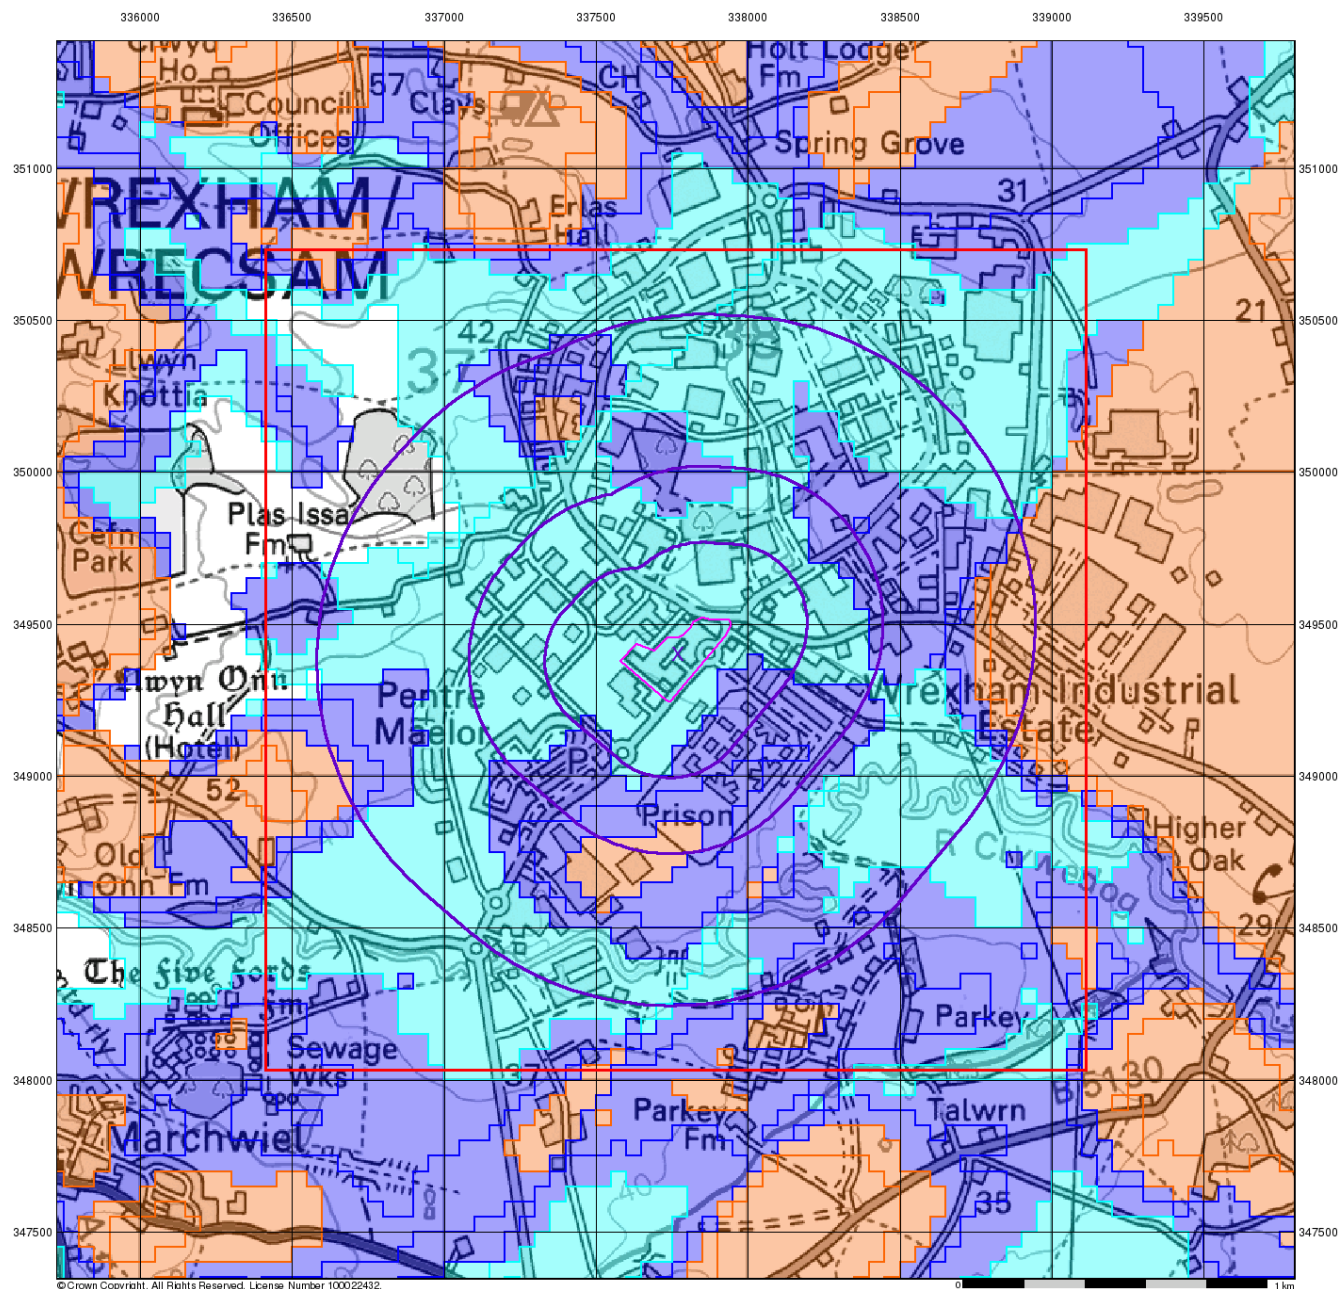 336000 336500 337000 337500 338000 338500 339000 339500
Clwyd
Ho
57
Council
Offices
Clays
CH
Holt Lodge
Fm
Spring Grove
351000 351000
WREXHAM /
WRECSAM
Erlas
Hall
31
21
350500 350500
42
37
38
Llwyn
Knottia
350000 350000
Plas Issa
Fm
Cefn
Park
349500 349500
Llwyn Onn
Hall
(Hotel)
Pentre
Maelor
Wrexham Industrial
Estate
349000 349000
52
P
Prison
R Clywedog
Higher
Oak
Old
Onn Fm
29
348500 348500
The Five Fords
Fm
Sewage
Wks
Parkey
37
348000 348000
B 5130
Parkey
Fm
Talwrn
Marchwiel
40
35
347500 347500
©Crown Copyright. All Rights Reserved. License Number 100022432.
0 1 km